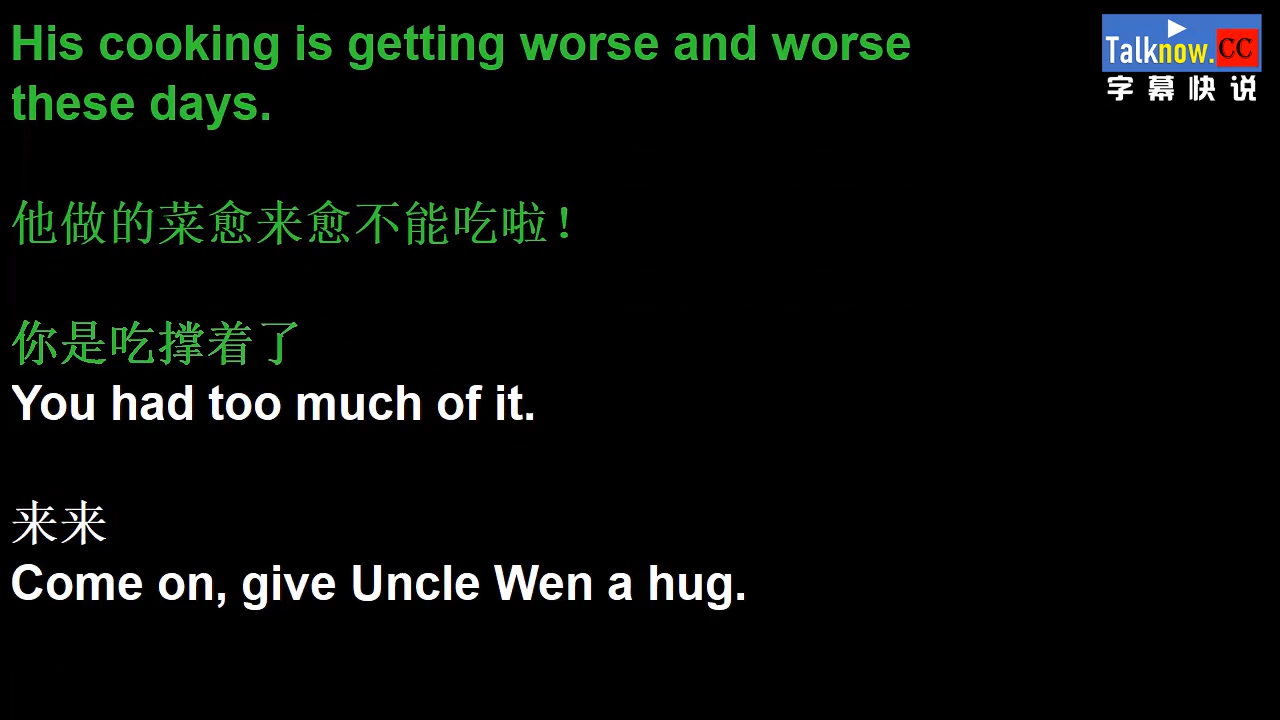 His cooking is getting worse and worse
these days.
他做的菜愈来愈不能吃啦！
你是吃撑着了
You had too much of it.
来来
Come on, give Uncle Wen a hug.
Talknow.CC
字幕快说